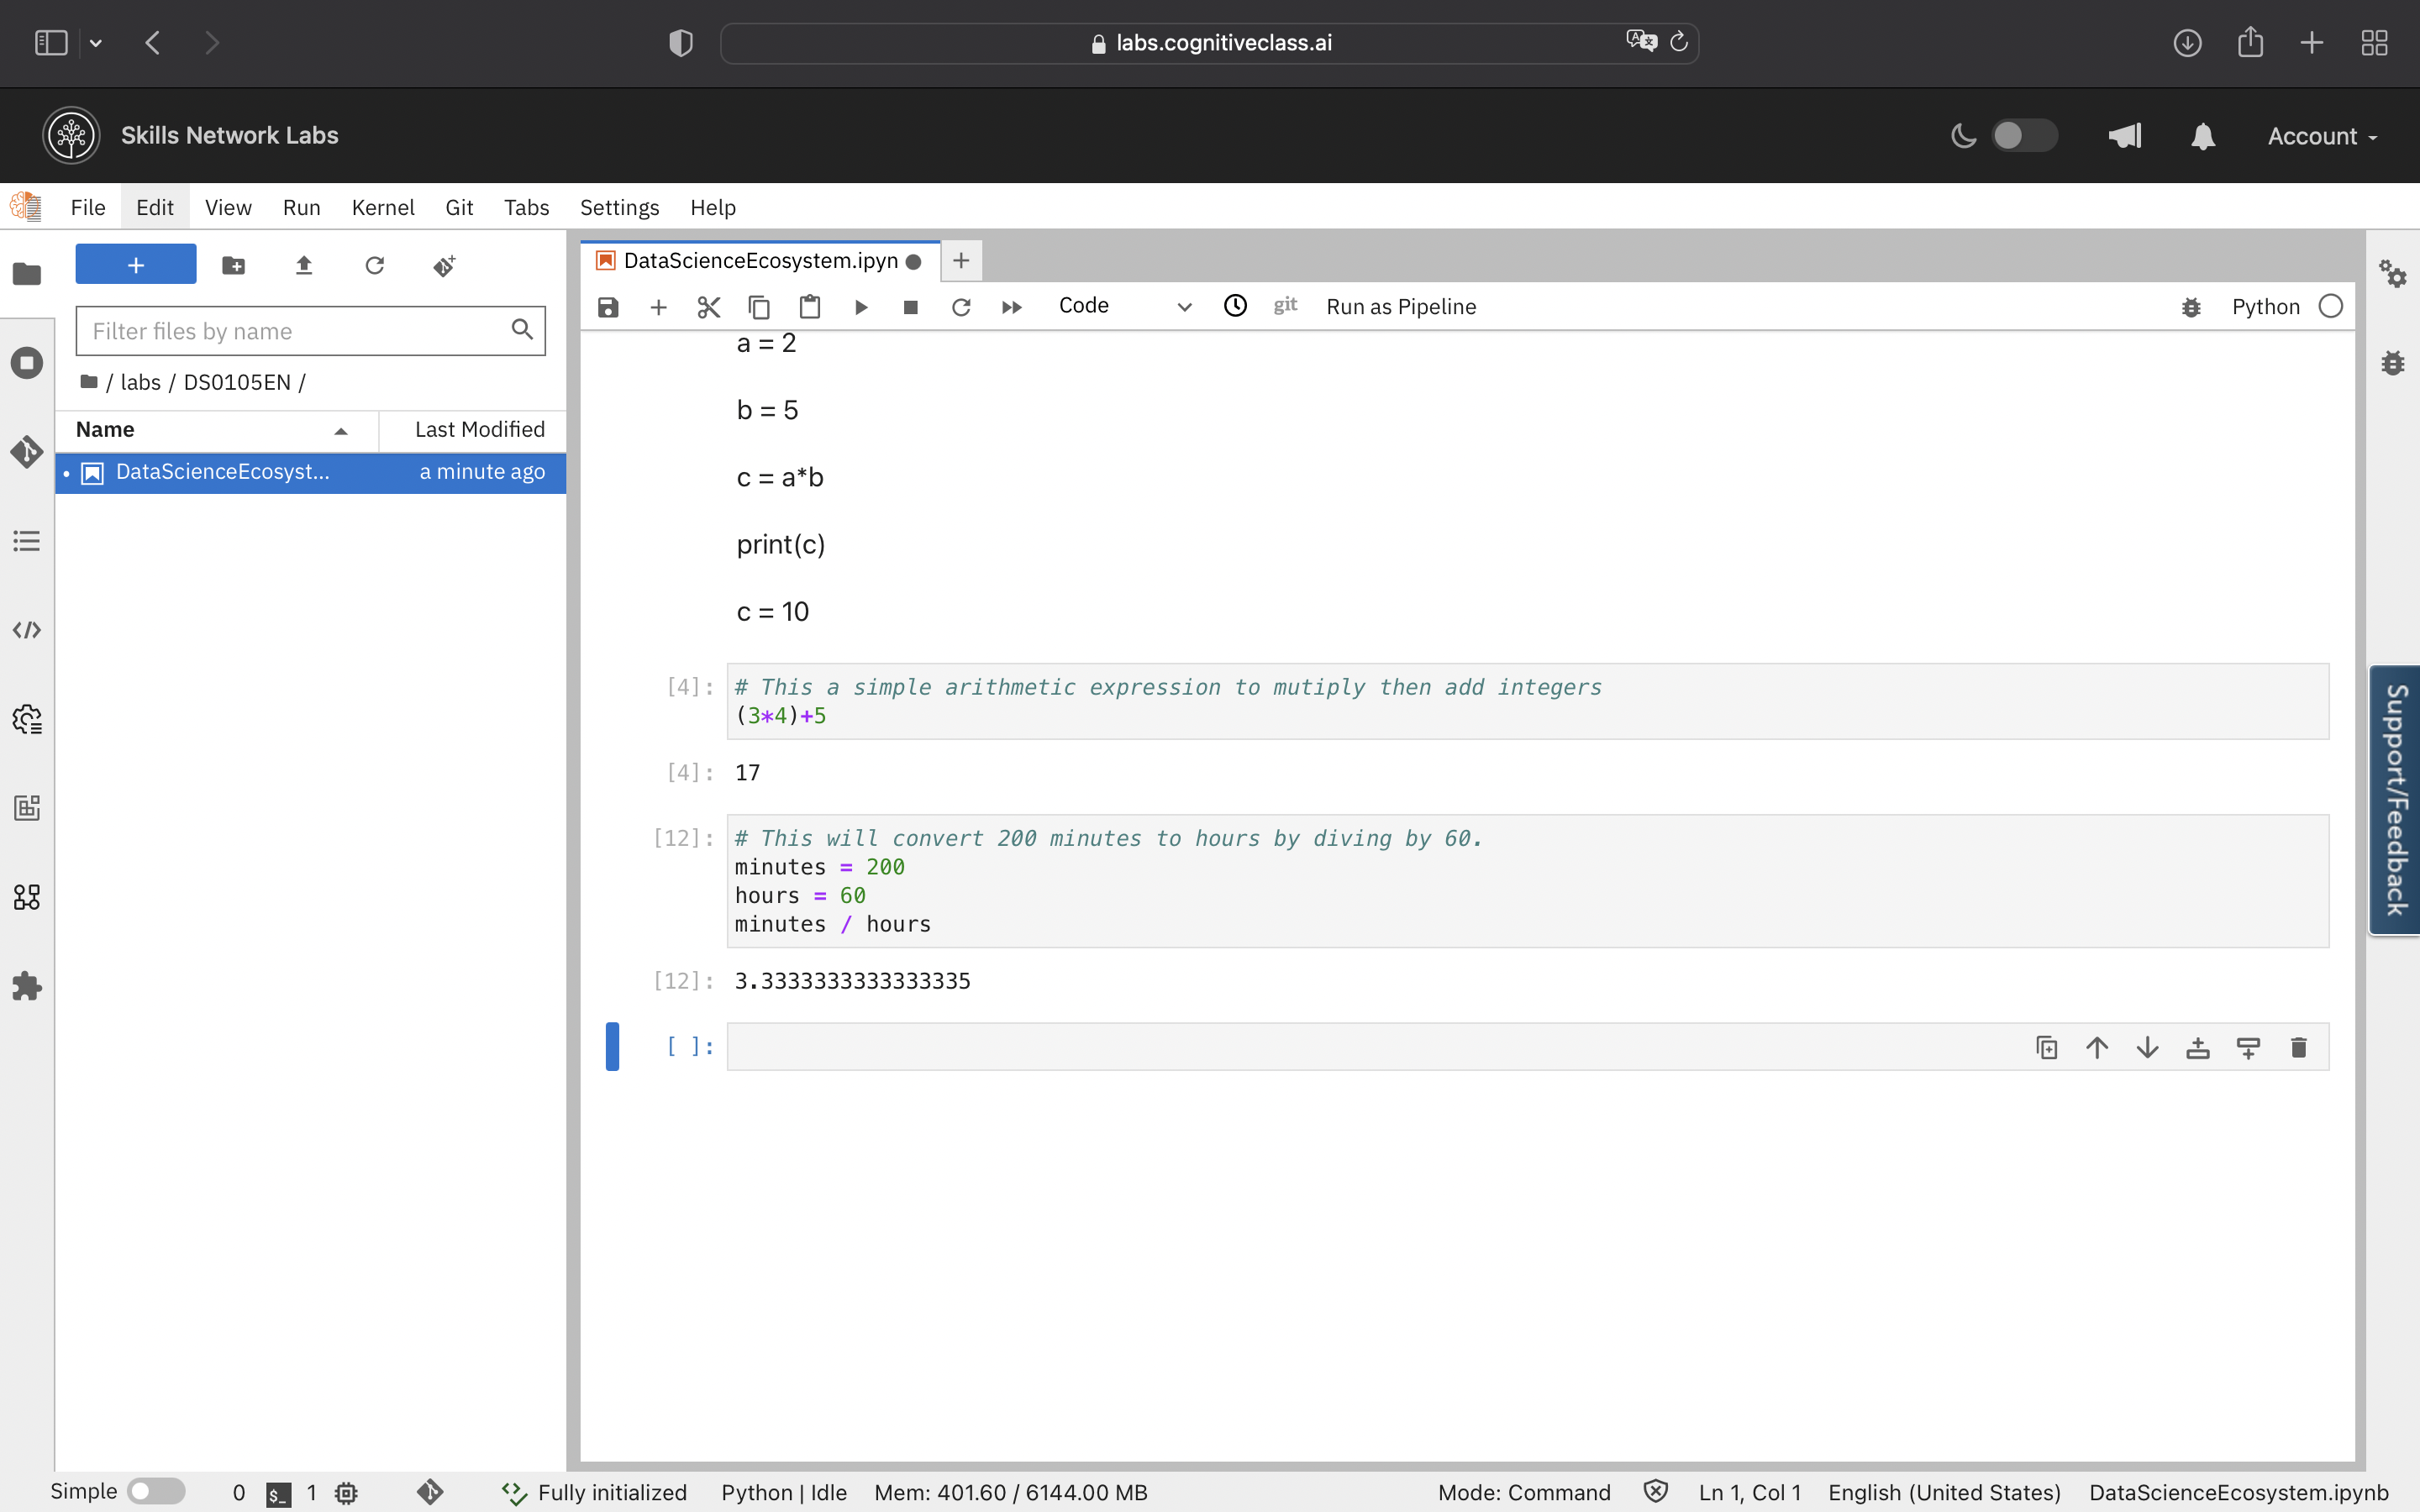 labs.cognitiveclass.ai
Skills Network Labs
Account
File Edit View Run Kernel Git Tabs Settings Help
+
Filter files by name
/ labs / DS0105EN /
Name Last Modified
DataScienceEcosyst... a minute ago
DataScienceEcosystem.ipyn
Code git Run as Pipeline Python
a = 2
b = 5
c = a*b
print(c)
c = 10
[4]: # This a simple arithmetic expression to mutiply then add integers
(3*4)+5
[4]: 17
[12]: # This will convert 200 minutes to hours by diving by 60.
minutes = 200
hours = 60
minutes / hours
[12]: 3.3333333333333335
[ ]:
Support/Feedback
Simple 0 $_ 1 Fully initialized Python | Idle Mem: 401.60 / 6144.00 MB Mode: Command Ln 1, Col 1 English (United States) DataScienceEcosystem.ipynb